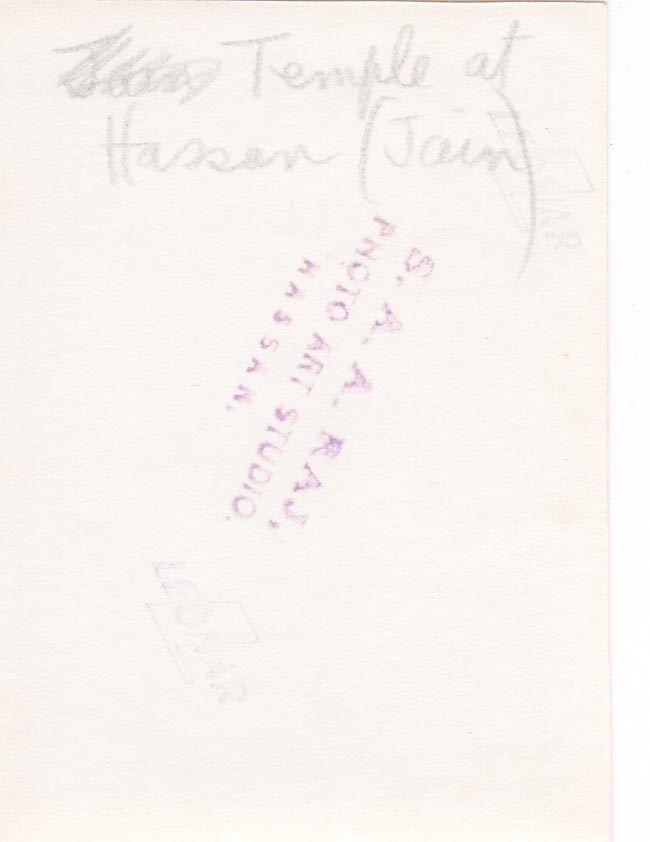 Temple at
Hassan (Jain)
S. A. A. RAJ.
PHOTO ART STUDIO.
HASSAN.
LEONAR
LEONAR